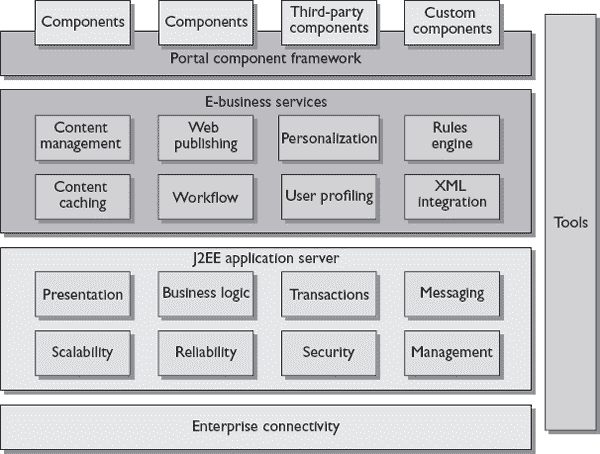 Components
Components
Third-party
components
Custom
components
Portal component framework
E-business services
Content
management
Web
publishing
Personalization
Rules
engine
Content
caching
Workflow
User profiling
XML
integration
Tools
J2EE application server
Presentation
Business logic
Transactions
Messaging
Scalability
Reliability
Security
Management
Enterprise connectivity